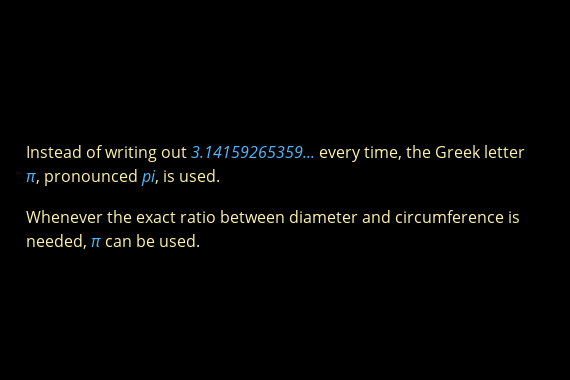 Instead of writing out 3.14159265359... every time, the Greek letter
π, pronounced pi, is used.
Whenever the exact ratio between diameter and circumference is
needed, π can be used.